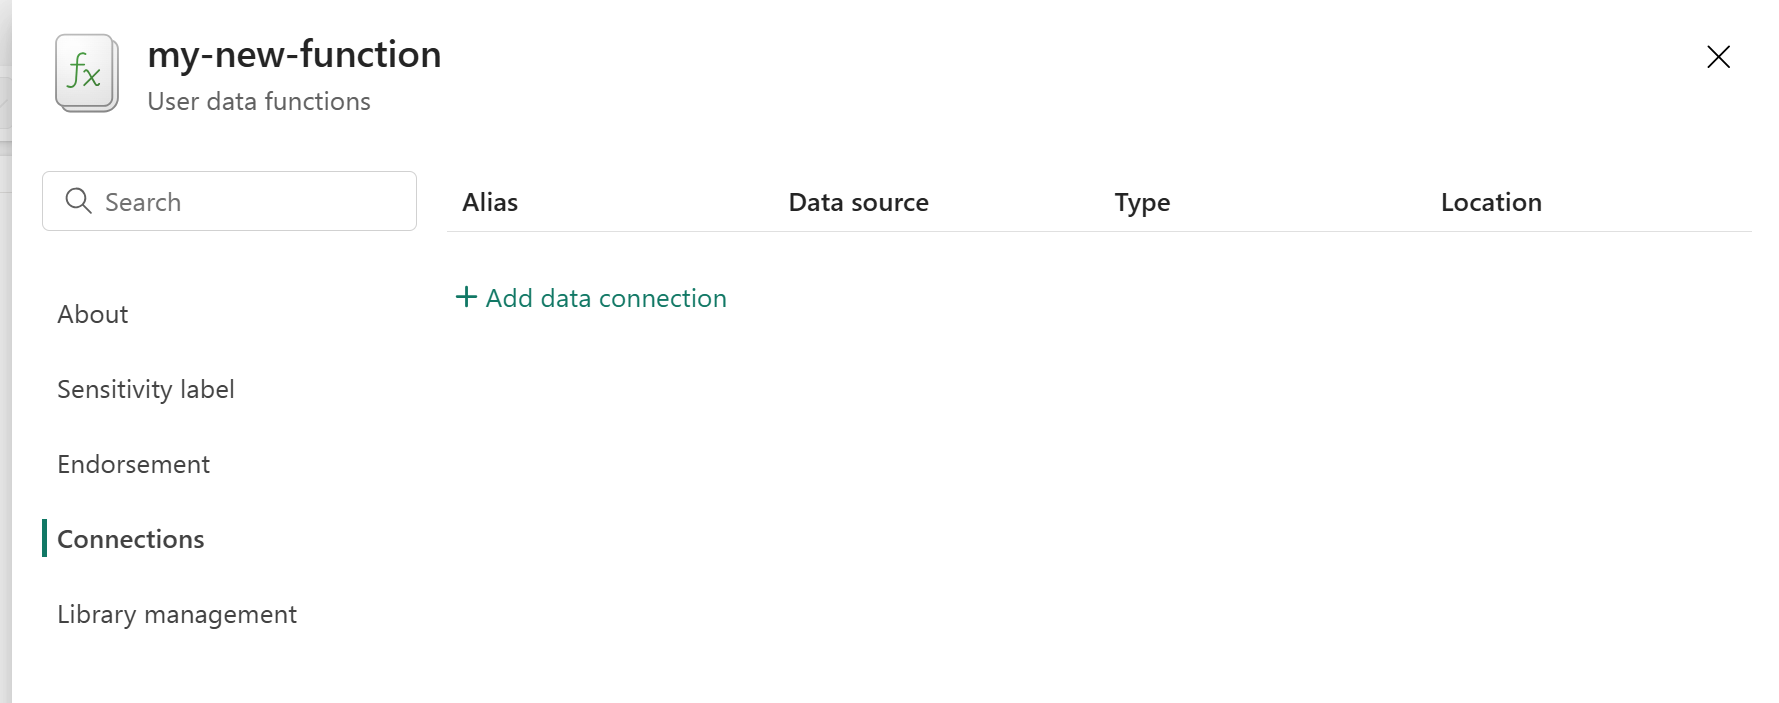 fx
my-new-function
User data functions
Search
Alias Data source Type Location
+ Add data connection
About
Sensitivity label
Endorsement
Connections
Library management